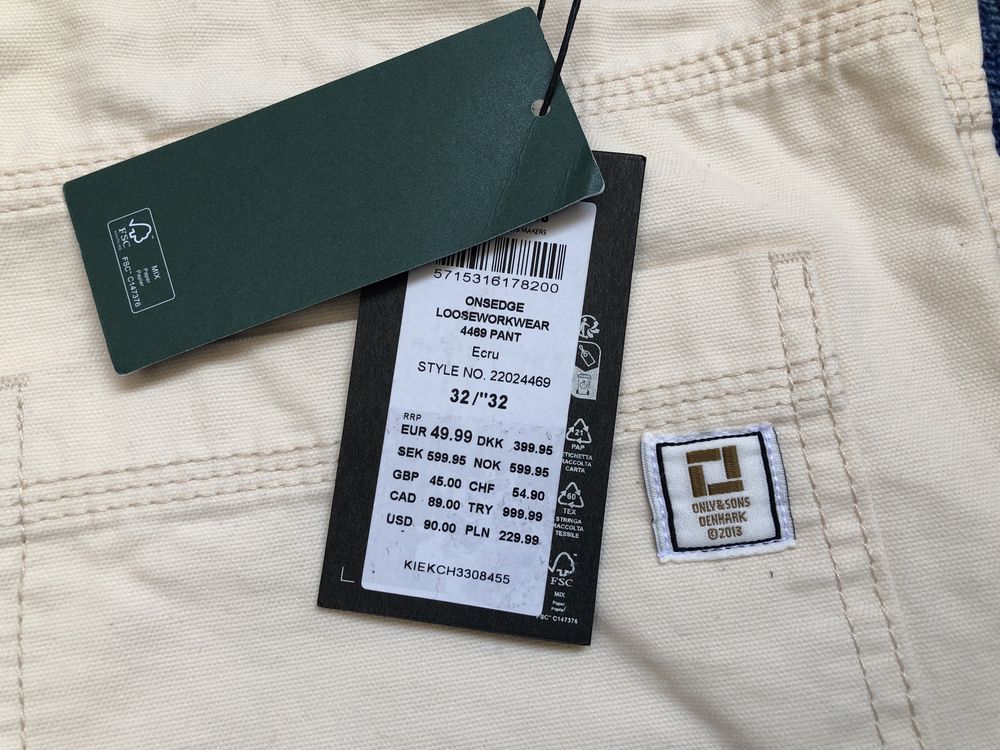 FSC
MIX
Paper
Papier
FSC® C147376
MAKERS
5715316178200
ONSEDGE
LOOSEWORKWEAR
4469 PANT
Ecru
STYLE NO. 22024469
32/"32
RRP
EUR 49.99 DKK 399.95
SEK 599.95 NOK 599.95
GBP 45.00 CHF 54.90
CAD 89.00 TRY 999.99
USD 90.00 PLN 229.99
KIEKCH3308455
21
PAP
ETICHETTA
RACCOLTA
CARTA
60
TEX
STRINGA
RACCOLTA
TESSILE
FSC
MIX
Paper
Papier
FSC® C147376
ONLY&SONS
DENMARK
©2013